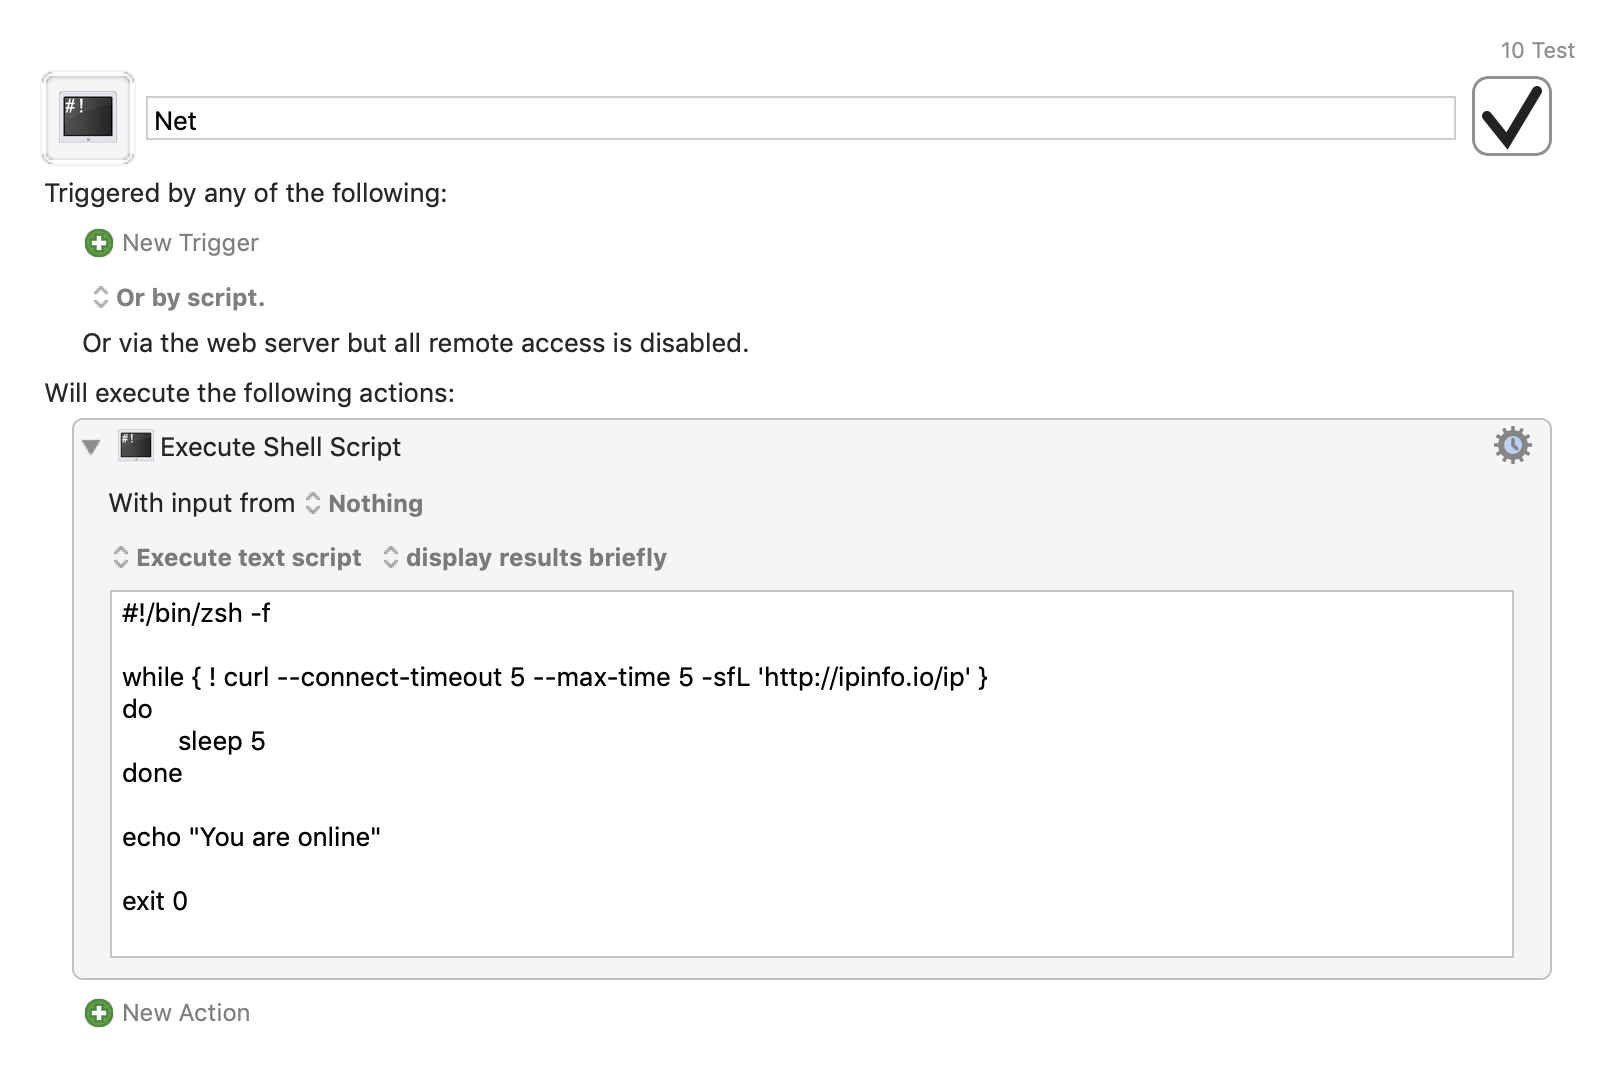 10 Test
#!
Net
Triggered by any of the following:
New Trigger
Or by script.
Or via the web server but all remote access is disabled.
Will execute the following actions:
#! Execute Shell Script
With input from Nothing
Execute text script display results briefly
#!/bin/zsh -f
while { ! curl --connect-timeout 5 --max-time 5 -sfL 'http://ipinfo.io/ip' }
do
sleep 5
done
echo "You are online"
exit 0
New Action